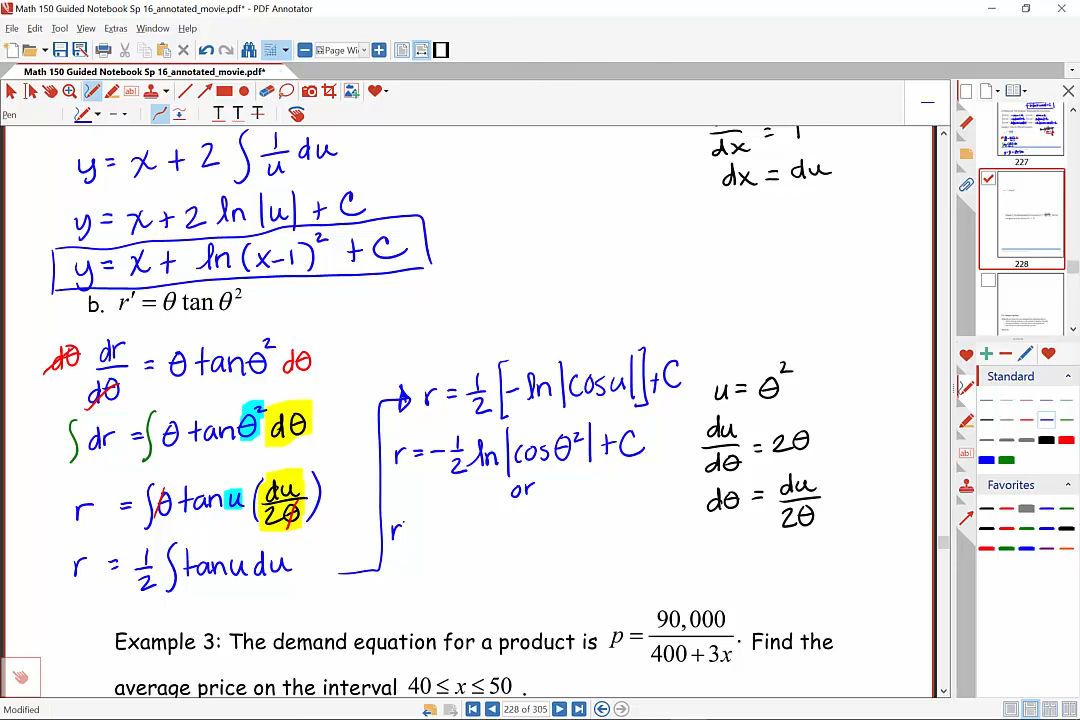 Math 150 Guided Notebook Sp 16_annotated_movie.pdf* - PDF Annotator
File Edit Tool View Extras Window Help
Page Wi
Math 150 Guided Notebook Sp 16_annotated_movie.pdf*
Pen
y = x + 2 ∫ 1/u du
/dx = 1
dx = du
y = x + 2 ln|u| + C
y = x + ln(x-1)² + C
b. r' = θ tan θ²
dθ dr/dθ = θ tanθ² dθ
∫ dr = ∫ θ tanθ² dθ
r = ∫ θ tan u (du/2θ)
r = 1/2 ∫ tan u du
r = 1/2 [-ln|cos u|] + C
r = -1/2 ln|cos θ²| + C
or
r
u = θ²
du/dθ = 2θ
dθ = du/2θ
Example 3: The demand equation for a product is p = 90,000/400 + 3x. Find the
average price on the interval 40 ≤ x ≤ 50 .
227
228
Standard
Favorites
Modified
228 of 305